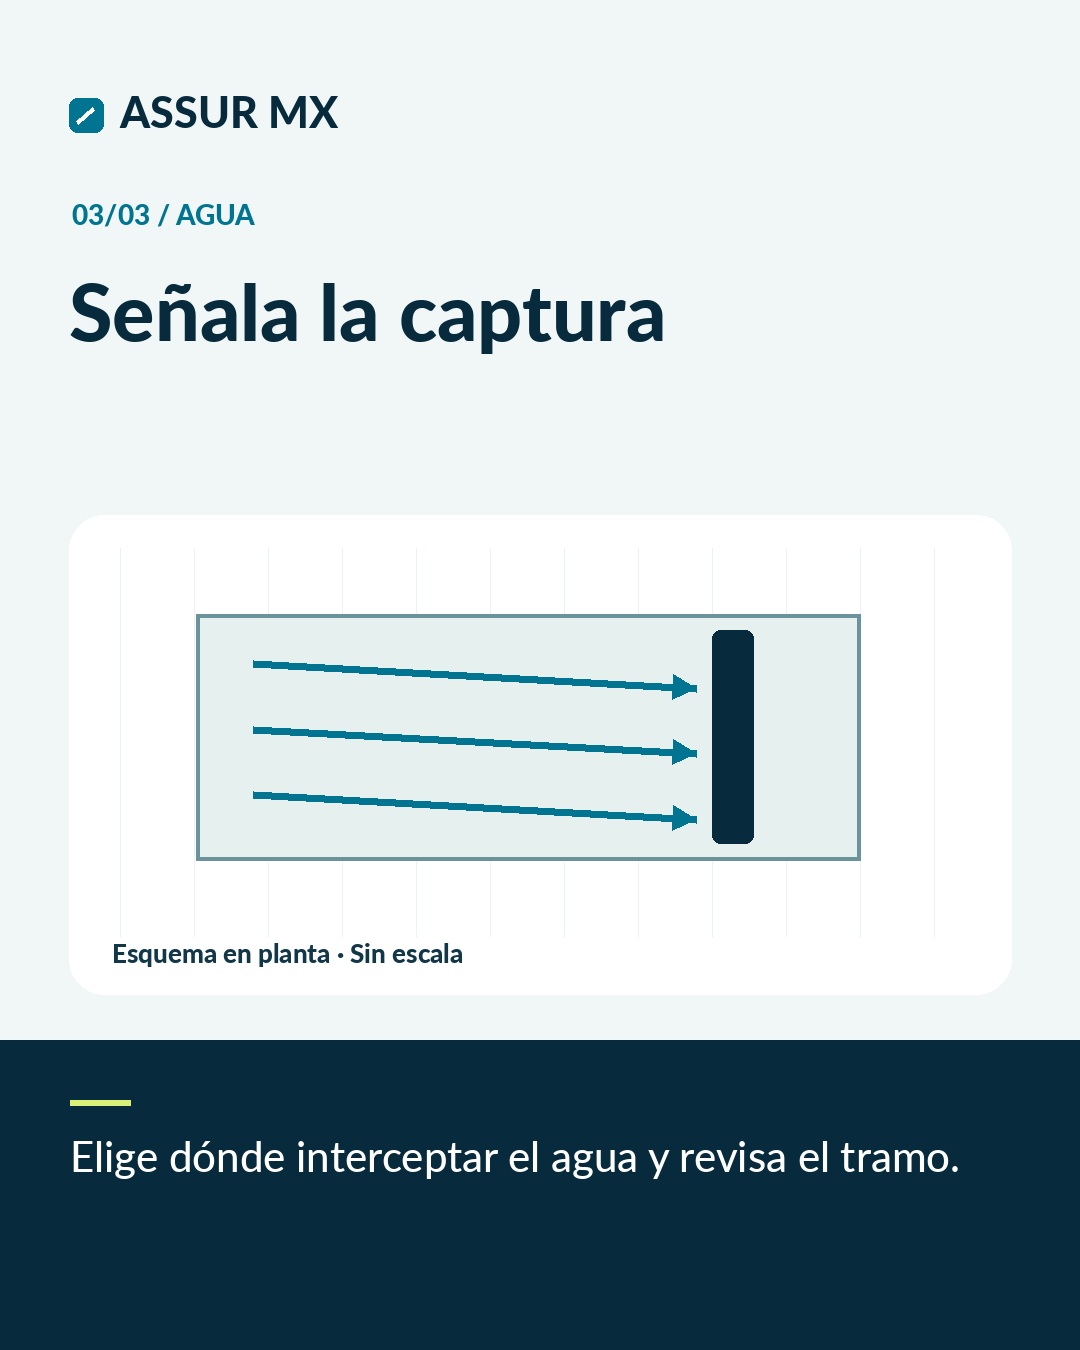 ASSUR MX
03/03 / AGUA
Señala la captura
Esquema en planta · Sin escala
Elige dónde interceptar el agua y revisa el tramo.